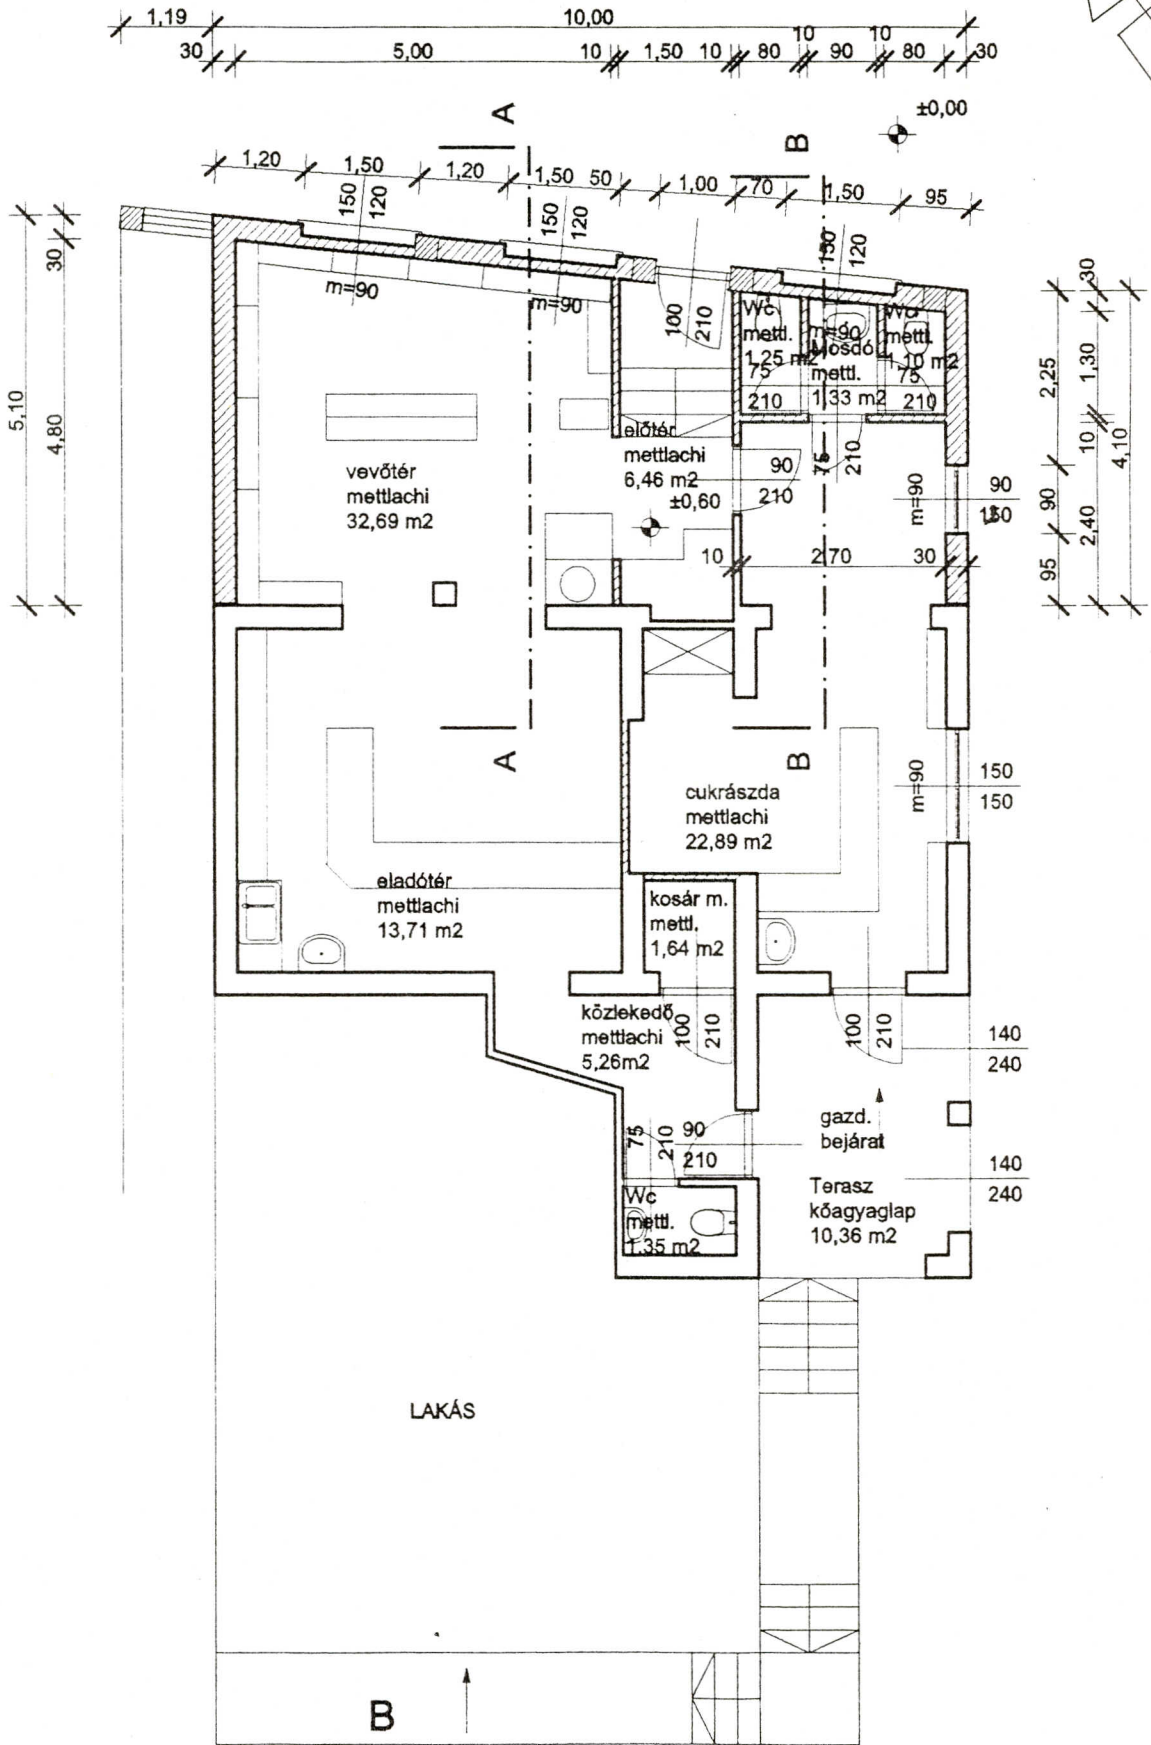 1,19
10,00
30
5,00
10
1,50
10
80
10
90
10
80
30
±0,00
A
B
1,20
1,50
1,20
1,50
50
1,00
70
1,50
95
150
120
150
120
150
120
5,10
30
4,80
m=90
m=90
100
210
Wc
mettl.
1,25 m2
75
210
m=90
Mosdó
mettl.
1,33 m2
Wc
mettl.
1,10 m2
75
210
30
2,25
1,30
10
4,10
90
2,40
95
vevőtér
mettlachi
32,69 m2
előtér
mettlachi
6,46 m2
±0,60
90
210
75
210
m=90
90
10
2,70
30
A
B
cukrászda
mettlachi
22,89 m2
m=90
150
150
eladótér
mettlachi
13,71 m2
kosár m.
mettl.
1,64 m2
közlekedő
mettlachi
5,26m2
100
210
100
210
140
240
gazd.
bejárat
75
210
90
210
140
240
Wc
mettl.
1,35 m2
Terasz
kőagyaglap
10,36 m2
LAKÁS
B